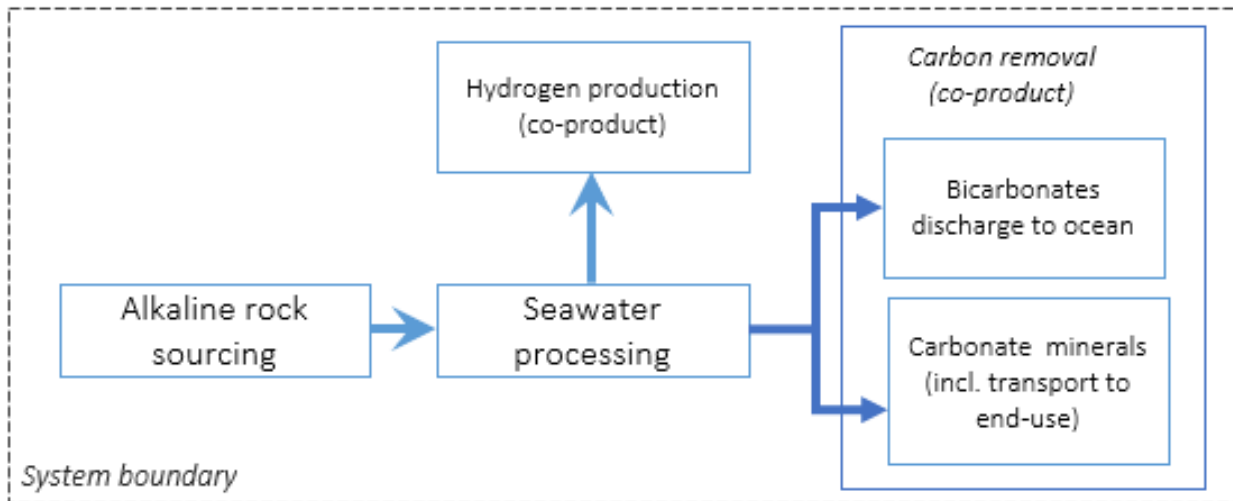 Hydrogen production
(co-product)
Carbon removal
(co-product)
Bicarbonates
discharge to ocean
Alkaline rock
sourcing
Seawater
processing
Carbonate minerals
(incl. transport to
end-use)
System boundary